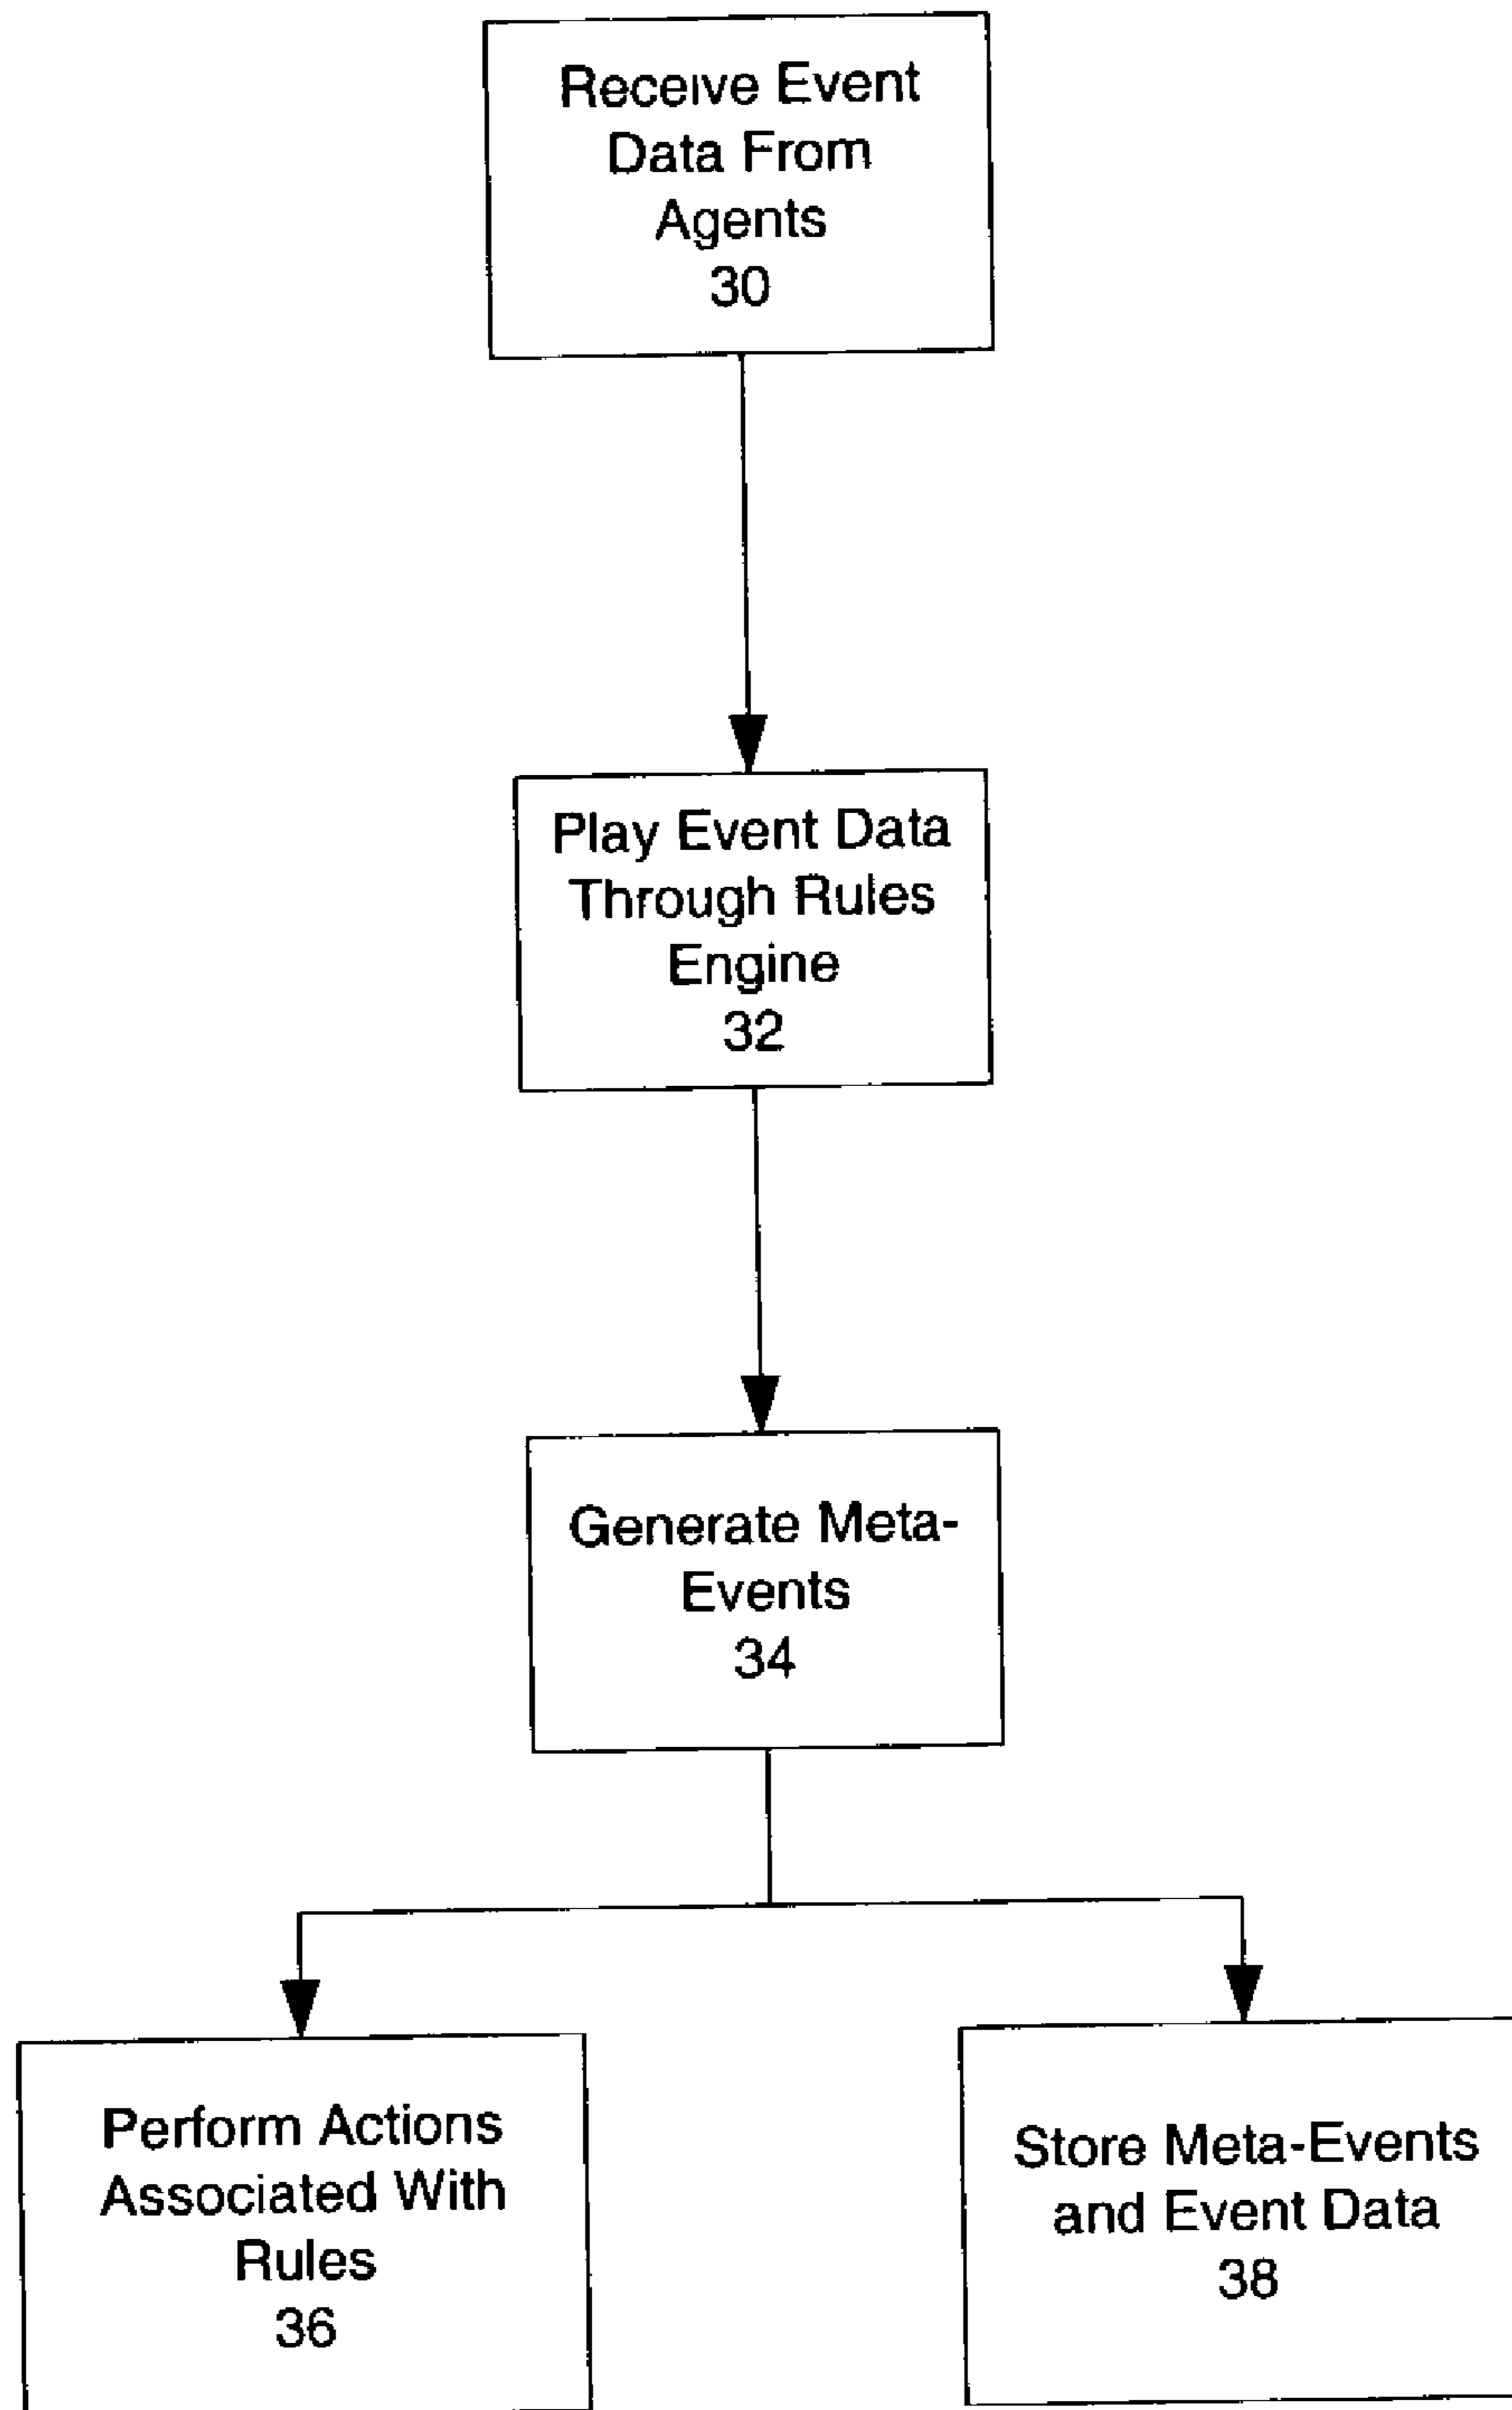 Receive Event
Data From
Agents
30
Play Event Data
Through Rules
Engine
32
Generate Meta-
Events
34
Perform Actions
Associated With
Rules
36
Store Meta-Events
and Event Data
38